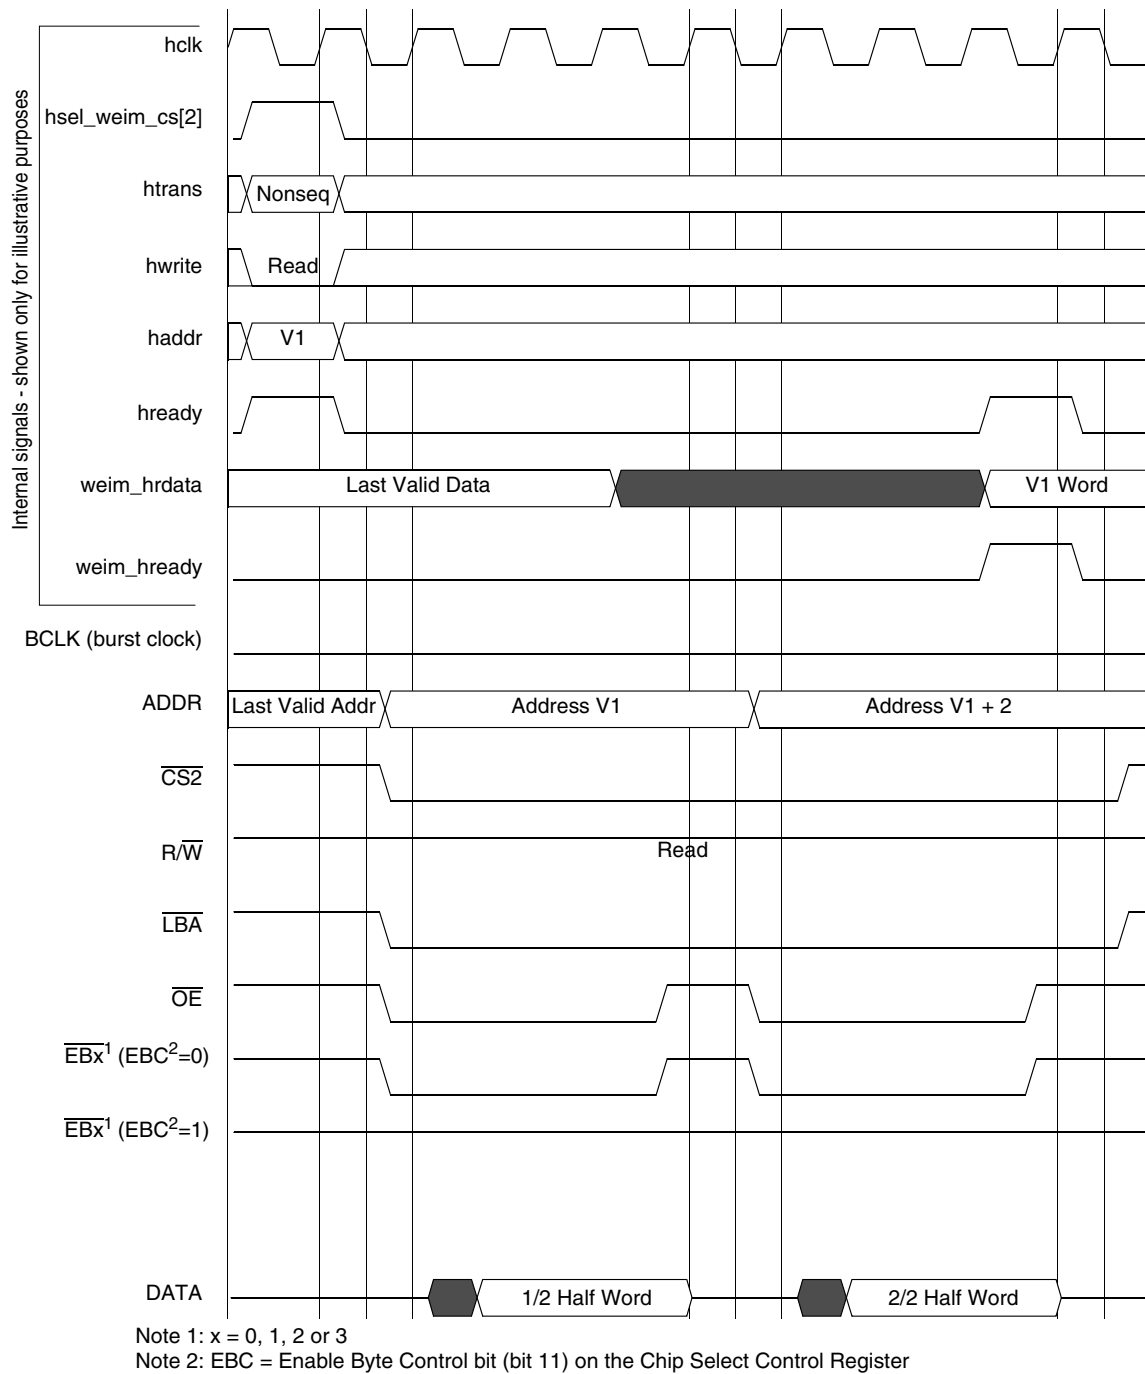 Internal signals - shown only for illustrative purposes
hclk
hsel_weim_cs[2]
htrans
Nonseq
hwrite
Read
haddr
V1
hready
weim_hrdata
Last Valid Data
V1 Word
weim_hready
BCLK (burst clock)
ADDR
Last Valid Addr
Address V1
Address V1 + 2
CS2
R/W
Read
LBA
OE
EBx1 (EBC2=0)
EBx1 (EBC2=1)
DATA
1/2 Half Word
2/2 Half Word
Note 1: x = 0, 1, 2 or 3
Note 2: EBC = Enable Byte Control bit (bit 11) on the Chip Select Control Register